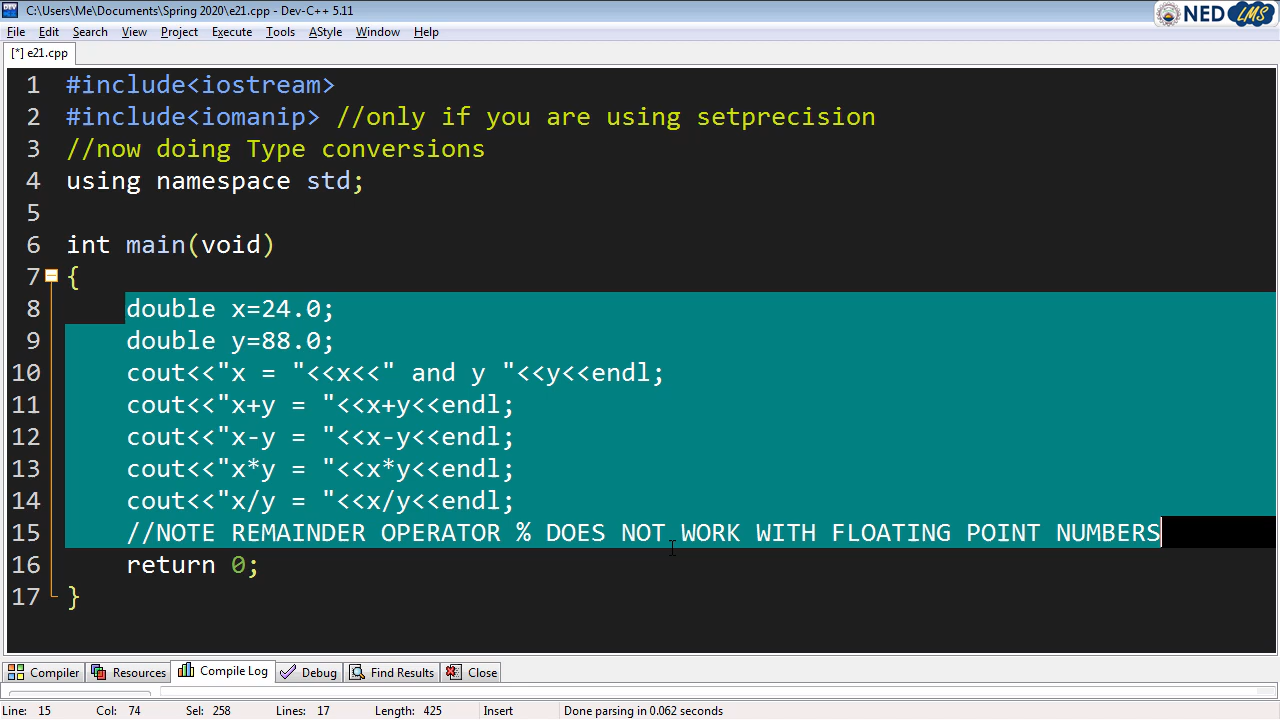 C:\Users\Me\Documents\Spring 2020\e21.cpp - Dev-C++ 5.11
NED LMS
File Edit Search View Project Execute Tools AStyle Window Help
[*] e21.cpp
1 #include<iostream>
2 #include<iomanip> //only if you are using setprecision
3 //now doing Type conversions
4 using namespace std;
5
6 int main(void)
7 {
8 double x=24.0;
9 double y=88.0;
10 cout<<"x = "<<x<<" and y "<<y<<endl;
11 cout<<"x+y = "<<x+y<<endl;
12 cout<<"x-y = "<<x-y<<endl;
13 cout<<"x*y = "<<x*y<<endl;
14 cout<<"x/y = "<<x/y<<endl;
15 //NOTE REMAINDER OPERATOR % DOES NOT WORK WITH FLOATING POINT NUMBERS
16 return 0;
17 }
Compiler Resources Compile Log Debug Find Results Close
Line: 15 Col: 74 Sel: 258 Lines: 17 Length: 425 Insert Done parsing in 0.062 seconds